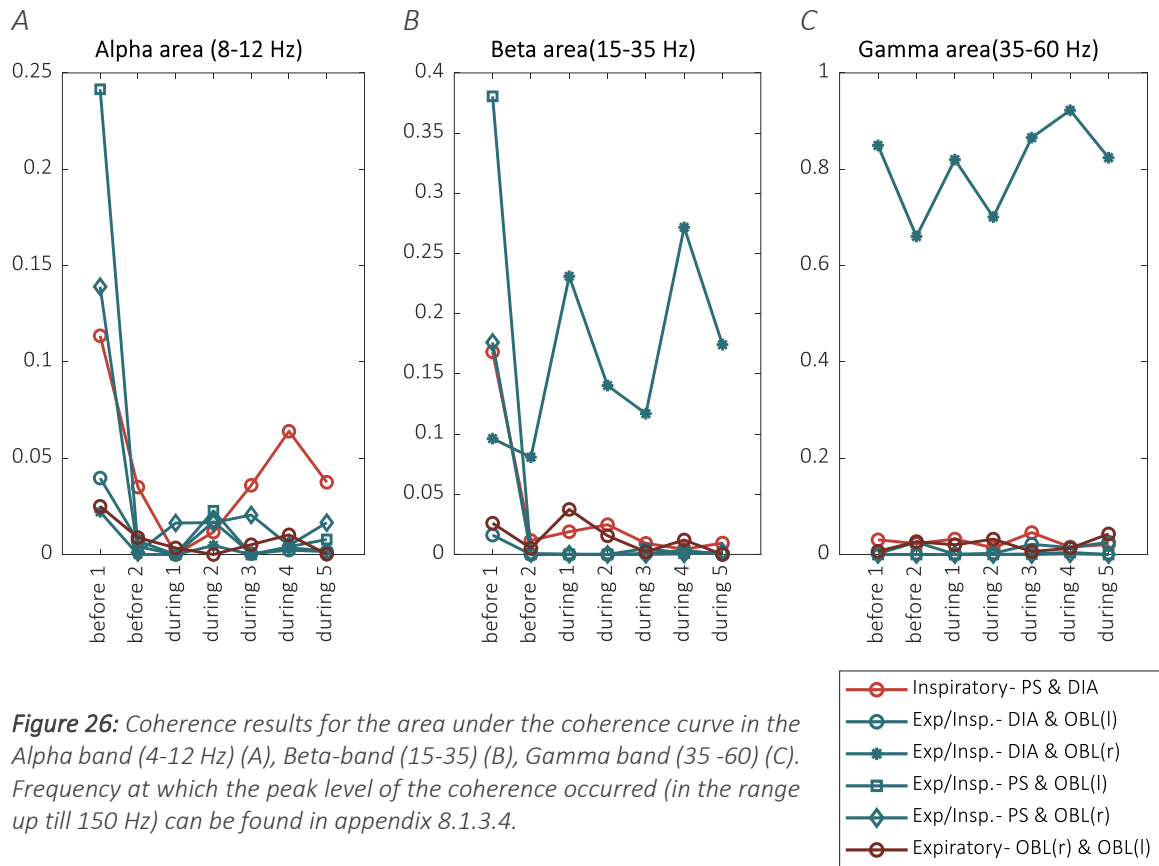 A
Alpha area (8-12 Hz)
0.25
0.2
0.15
0.1
0.05
0
before 1
before 2
during 1
during 2
during 3
during 4
during 5
B
Beta area(15-35 Hz)
0.4
0.35
0.3
0.25
0.2
0.15
0.1
0.05
0
before 1
before 2
during 1
during 2
during 3
during 4
during 5
C
Gamma area(35-60 Hz)
1
0.8
0.6
0.4
0.2
0
before 1
before 2
during 1
during 2
during 3
during 4
during 5
Inspiratory- PS & DIA
Exp/Insp.- DIA & OBL(l)
Exp/Insp.- DIA & OBL(r)
Exp/Insp.- PS & OBL(l)
Exp/Insp.- PS & OBL(r)
Expiratory- OBL(r) & OBL(l)
Figure 26: Coherence results for the area under the coherence curve in the
Alpha band (4-12 Hz) (A), Beta-band (15-35) (B), Gamma band (35 -60) (C).
Frequency at which the peak level of the coherence occurred (in the range
up till 150 Hz) can be found in appendix 8.1.3.4.